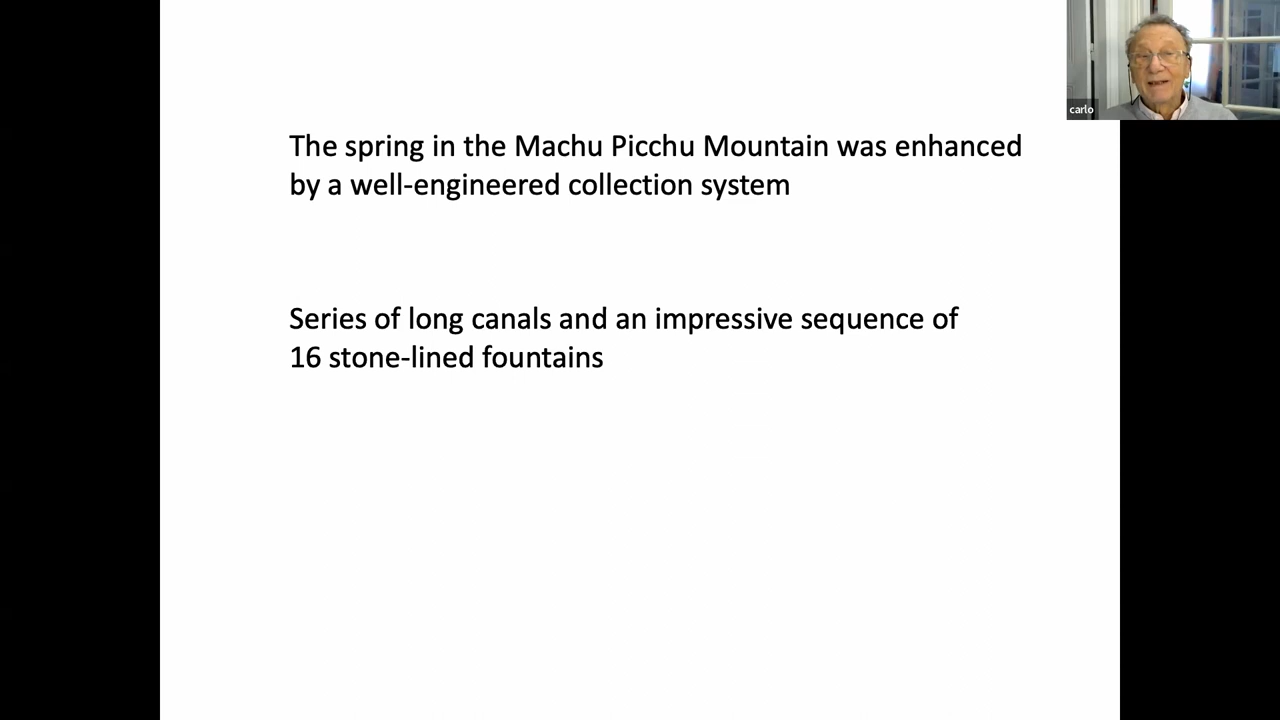 carlo
The spring in the Machu Picchu Mountain was enhanced
by a well-engineered collection system
Series of long canals and an impressive sequence of
16 stone-lined fountains